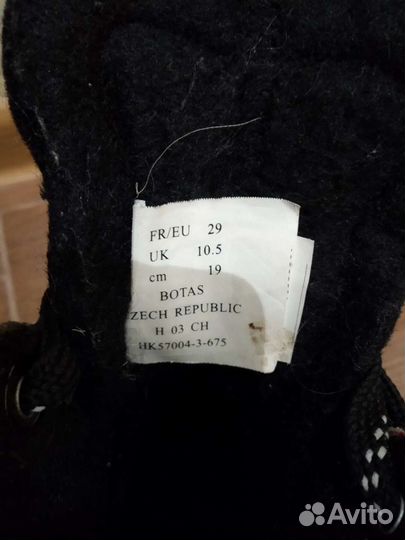 FR/EU 29
UK 10.5
cm 19
BOTAS
ZECH REPUBLIC
H 03 CH
HK57004-3-675
Avito